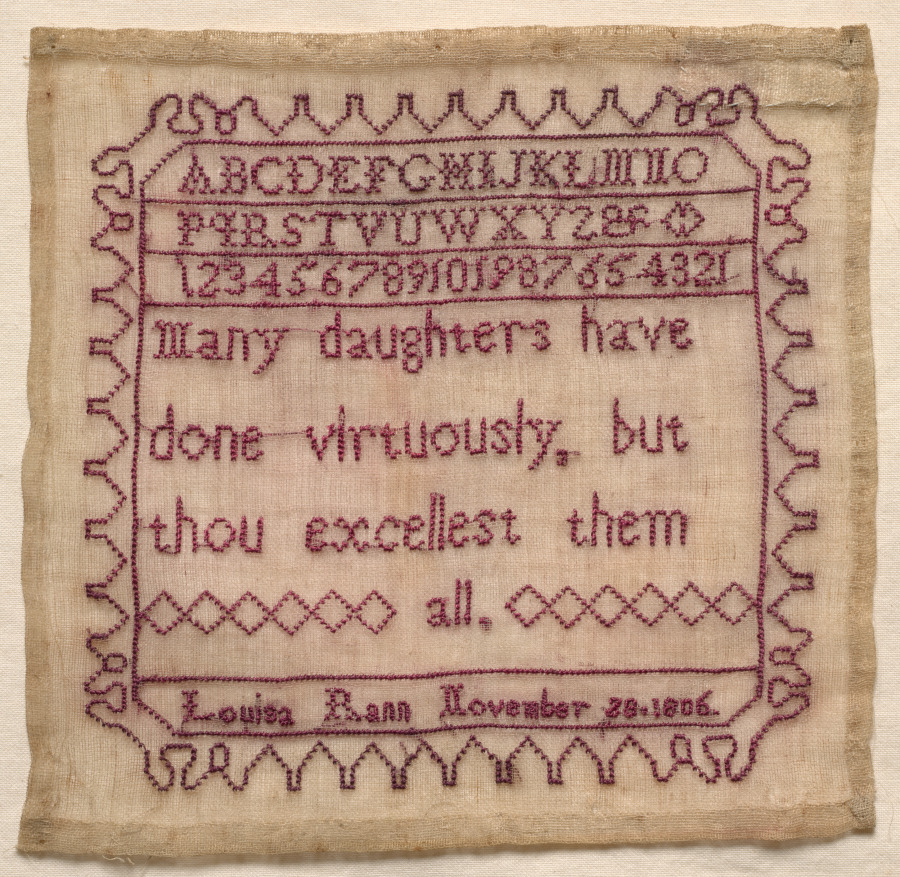 ABCDEFGHIJKLMNO
PQRSTVUWXYZ&
123456789101987654321
Many daughters have
done virtuously, but
thou excellest them
all.
Louisa Rann November 28.1806.